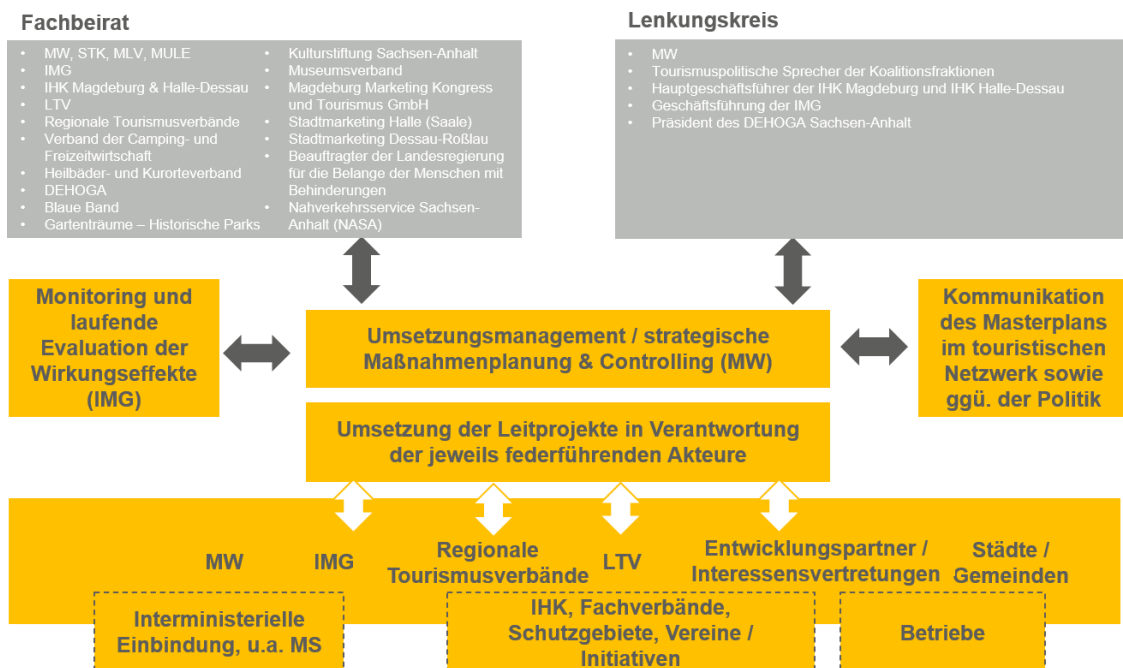 Fachbeirat
• MW, STK, MLV, MULE
• IMG
• IHK Magdeburg & Halle-Dessau
• LTV
• Regionale Tourismusverbände
• Verband der Camping- und
Freizeitwirtschaft
• Heilbäder- und Kurorteverband
• DEHOGA
• Blaue Band
• Gartenträume – Historische Parks
• Kulturstiftung Sachsen-Anhalt
• Museumsverband
• Magdeburg Marketing Kongress
und Tourismus GmbH
• Stadtmarketing Halle (Saale)
• Stadtmarketing Dessau-Roßlau
• Beauftragter der Landesregierung
für die Belange der Menschen mit
Behinderungen
• Nahverkehrsservice Sachsen-
Anhalt (NASA)
Lenkungskreis
• MW
• Tourismuspolitische Sprecher der Koalitionsfraktionen
• Hauptgeschäftsführer der IHK Magdeburg und IHK Halle-Dessau
• Geschäftsführung der IMG
• Präsident des DEHOGA Sachsen-Anhalt
Monitoring und
laufende
Evaluation der
Wirkungseffekte
(IMG)
Umsetzungsmanagement / strategische
Maßnahmenplanung & Controlling (MW)
Kommunikation
des Masterplans
im touristischen
Netzwerk sowie
ggü. der Politik
Umsetzung der Leitprojekte in Verantwortung
der jeweils federführenden Akteure
MW
IMG
Regionale
Tourismusverbände
LTV
Entwicklungspartner /
Interessensvertretungen
Städte /
Gemeinden
Interministerielle
Einbindung, u.a. MS
IHK, Fachverbände,
Schutzgebiete, Vereine /
Initiativen
Betriebe